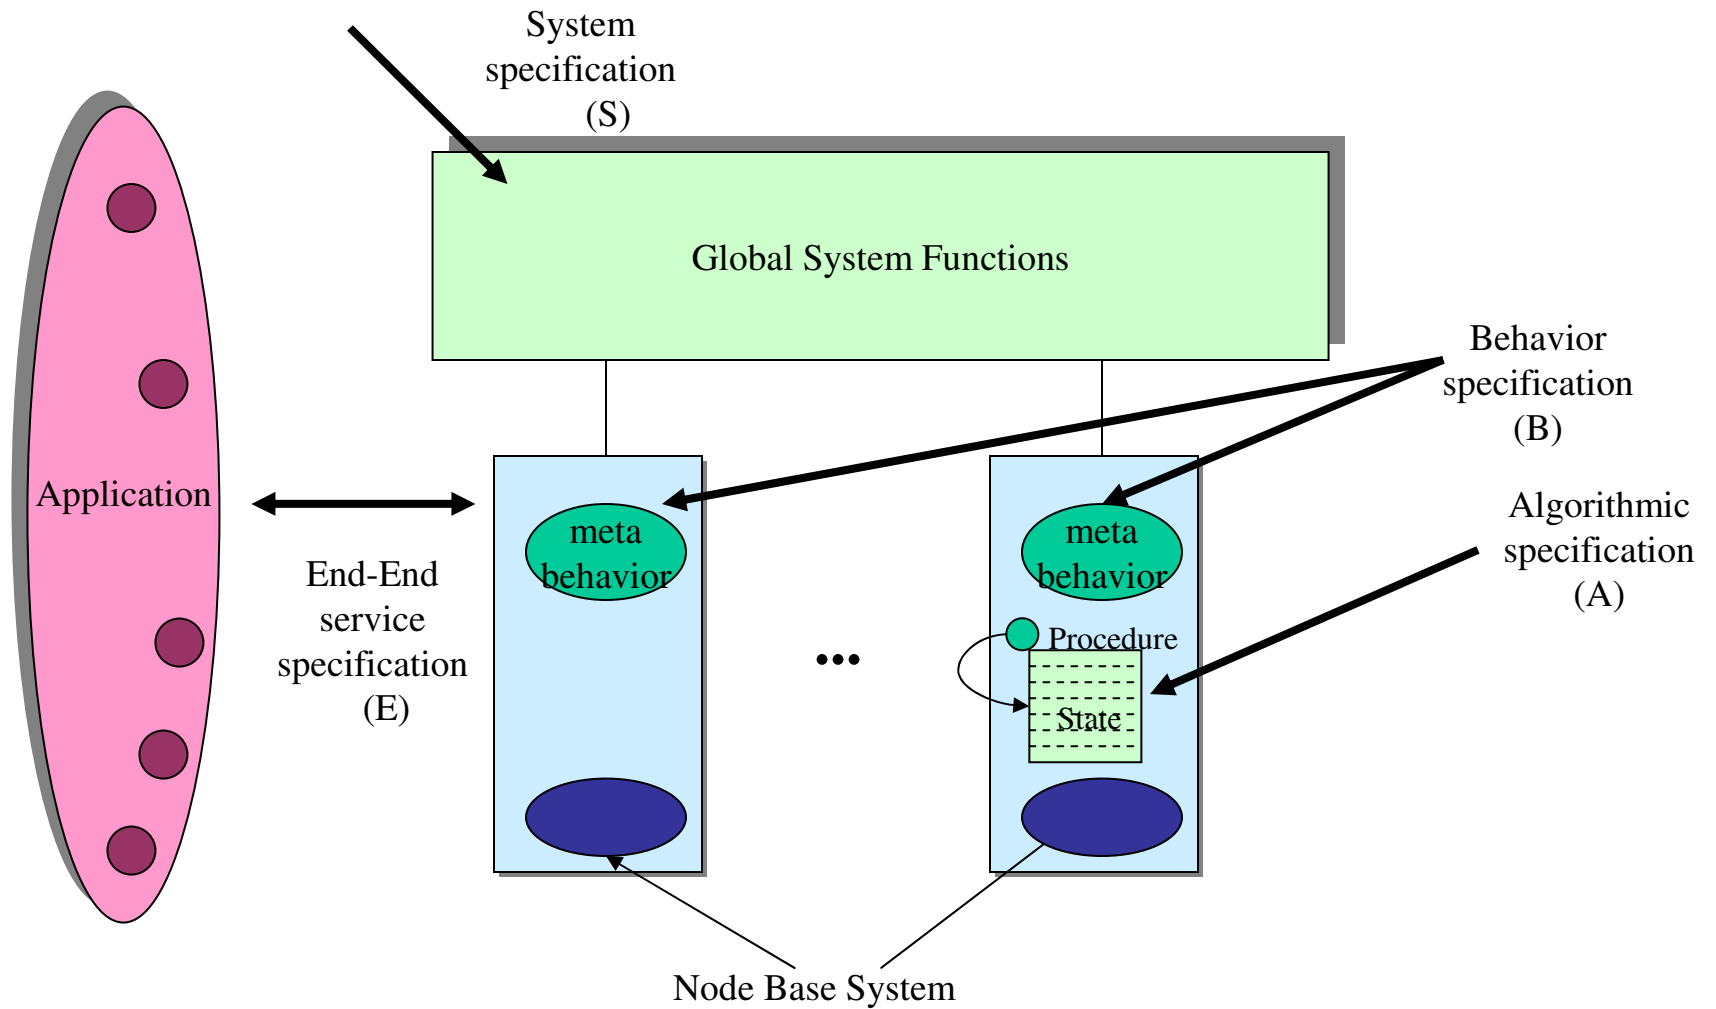 System
specification
(S)
Global System Functions
Behavior
specification
(B)
Application
Algorithmic
specification
(A)
End-End
service
specification
(E)
meta
behavior
meta
behavior
Procedure
State
...
Node Base System